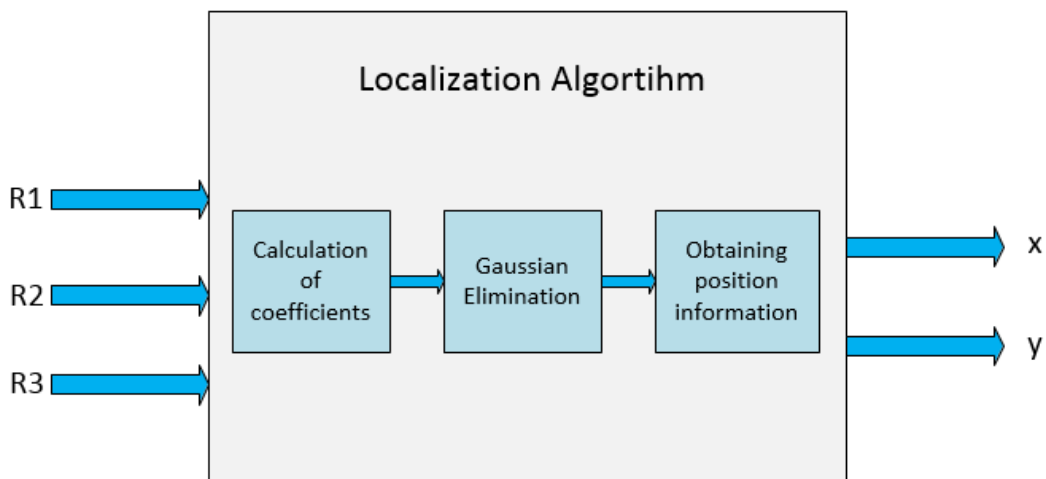 Localization Algortihm
R1
R2
R3
Calculation
of
coefficients
Gaussian
Elimination
Obtaining
position
information
x
y